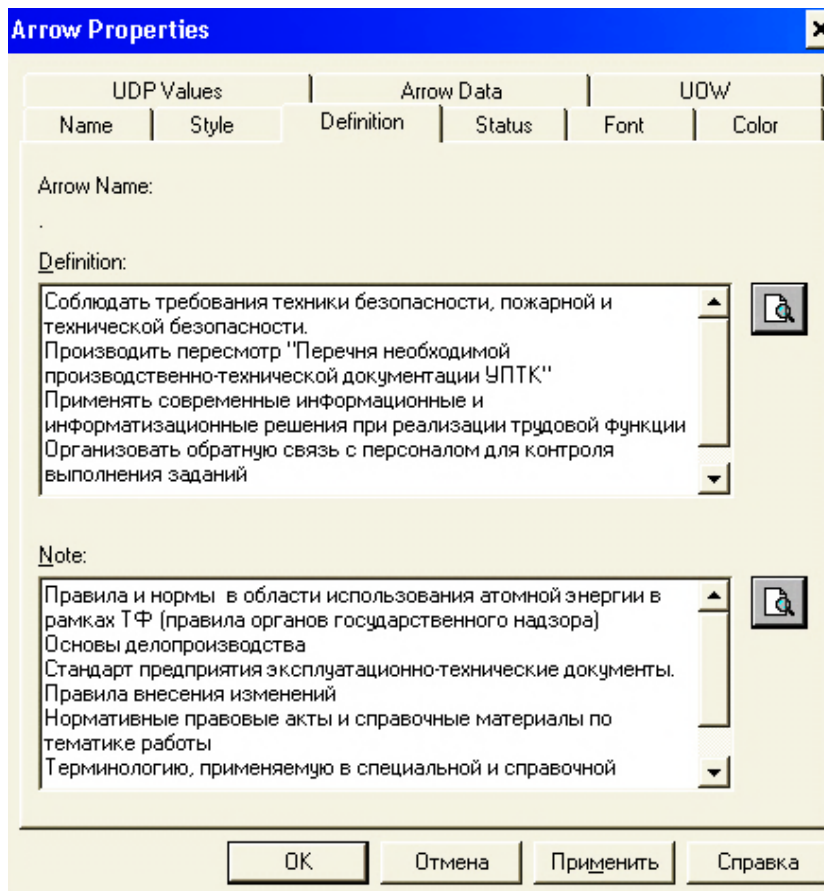 Arrow Properties
UDP Values Arrow Data UOW
Name Style Definition Status Font Color
Arrow Name:
.
Definition:
Соблюдать требования техники безопасности, пожарной и
технической безопасности.
Производить пересмотр "Перечня необходимой
производственно-технической документации УПТК"
Применять современные информационные и
информатизационные решения при реализации трудовой функции
Организовать обратную связь с персоналом для контроля
выполнения заданий
Note:
Правила и нормы в области использования атомной энергии в
рамках ТФ (правила органов государственного надзора)
Основы делопроизводства
Стандарт предприятия эксплуатационно-технические документы.
Правила внесения изменений
Нормативные правовые акты и справочные материалы по
тематике работы
Терминологию, применяемую в специальной и справочной
OK Отмена Применить Справка